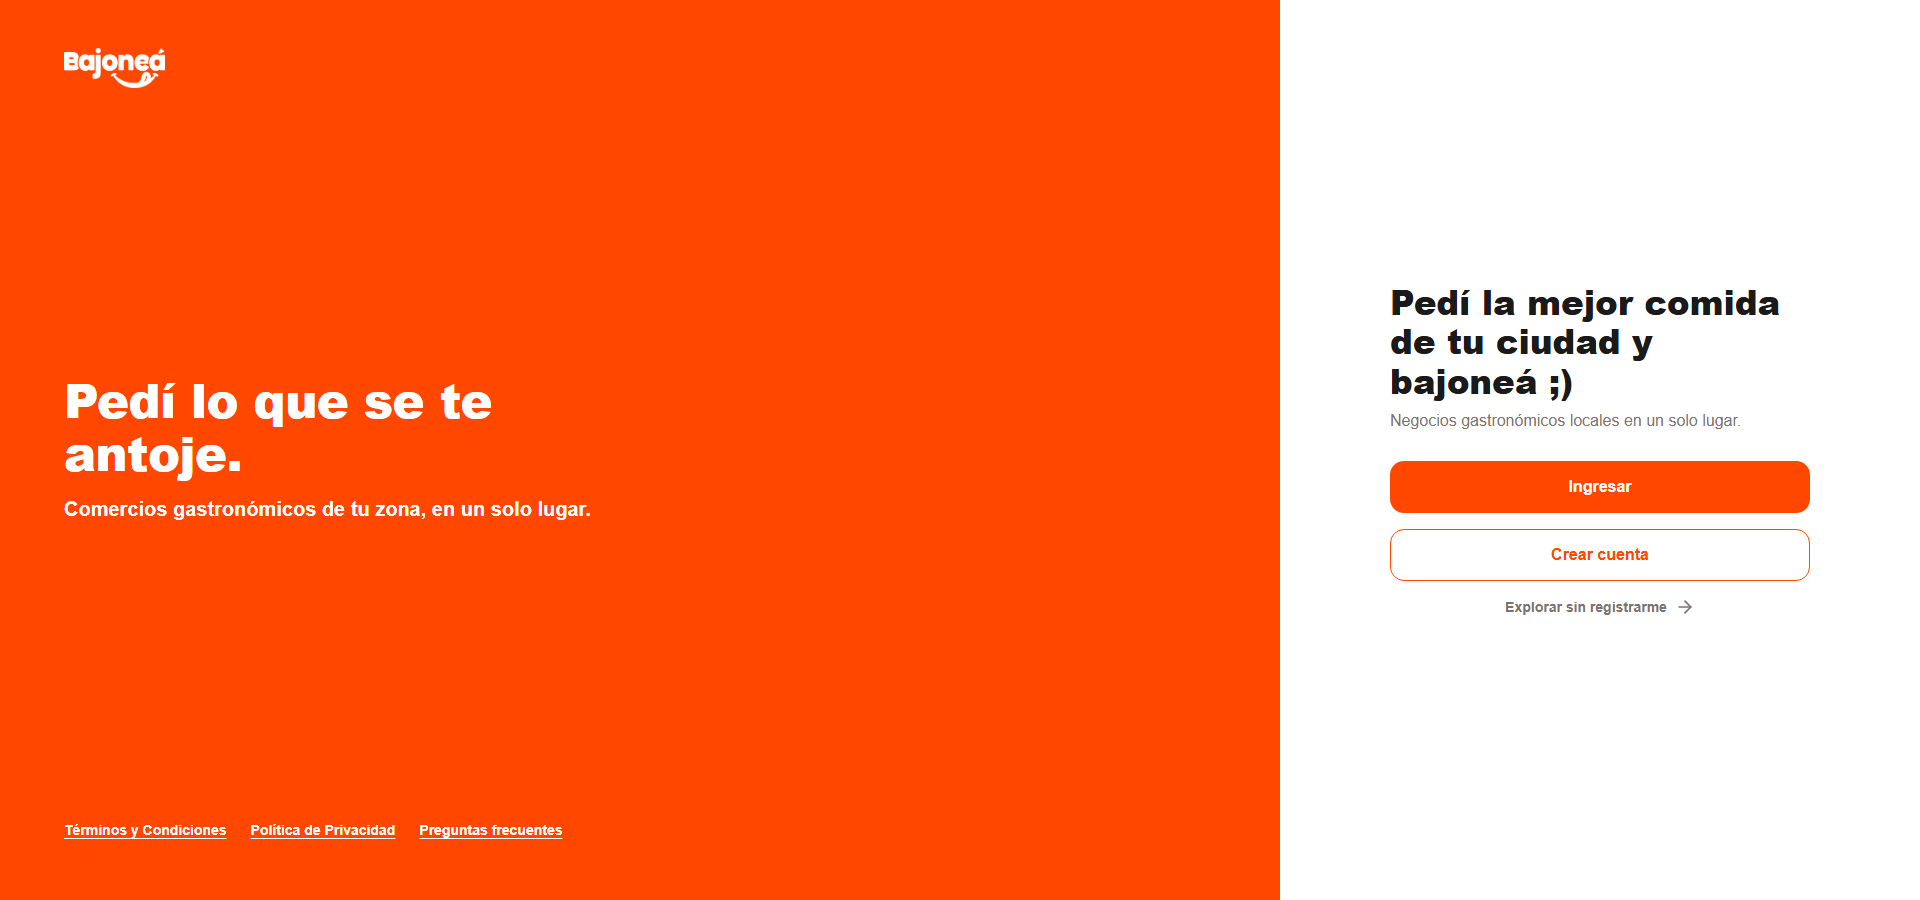 Bajoneá
Pedí lo que se te
antoje.
Comercios gastronómicos de tu zona, en un solo lugar.
Términos y Condiciones
Política de Privacidad
Preguntas frecuentes
Pedí la mejor comida
de tu ciudad y
bajoneá ;)
Negocios gastronómicos locales en un solo lugar.
Ingresar
Crear cuenta
Explorar sin registrarme